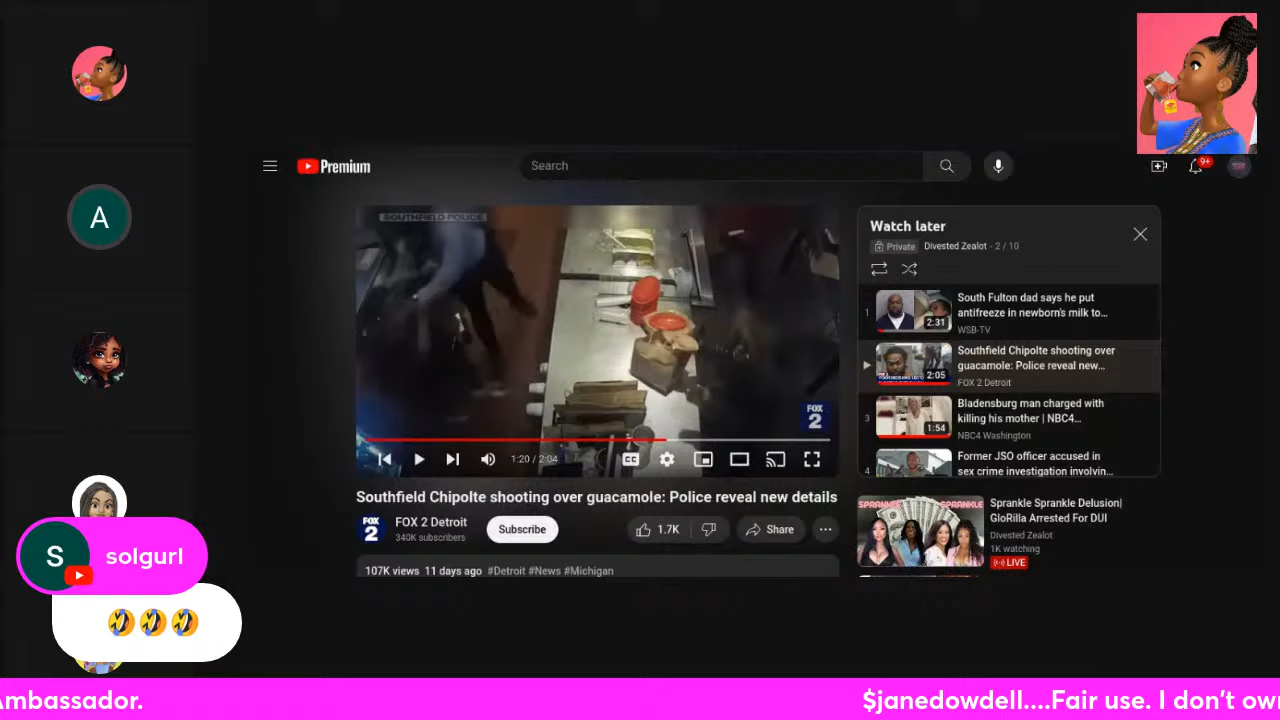 Premium
Search
9+
SOUTHFIELD POLICE
FOX
2
1:20 / 2:04
CC
Southfield Chipolte shooting over guacamole: Police reveal new details
FOX
2
FOX 2 Detroit
340K subscribers
Subscribe
1.7K
Share
107K views 11 days ago #Detroit #News #Michigan
Watch later
Private
Divested Zealot - 2 / 10
1
2:31
South Fulton dad says he put
antifreeze in newborn's milk to…
WSB-TV
2:05
Southfield Chipolte shooting over
guacamole: Police reveal new…
FOX 2 Detroit
3
1:54
Bladensburg man charged with
killing his mother | NBC4…
NBC4 Washington
4
Former JSO officer accused in
sex crime investigation involvin…
SPRANKLE SPRANKLE
Sprankle Sprankle Delusion|
GloRilla Arrested For DUI
Divested Zealot
1K watching
LIVE
A
S
solgurl
Ambassador.
$janedowdell....Fair use. I don't ow